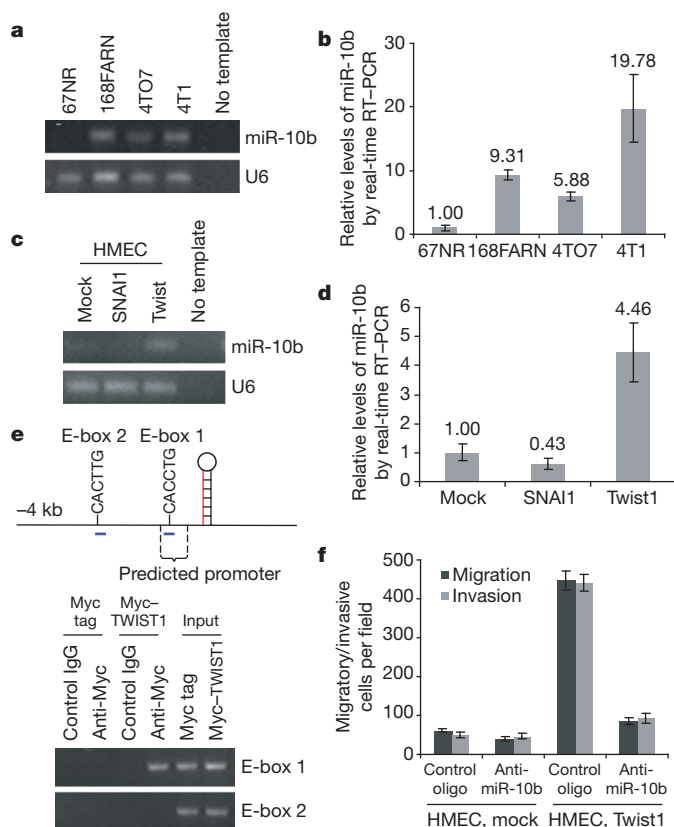 a
67NR
168FARN
4TO7
4T1
No template
miR-10b
U6
b
Relative levels of miR-10b
by real-time RT–PCR
30
20
10
0
1.00
9.31
5.88
19.78
67NR
168FARN
4TO7
4T1
c
HMEC
Mock
SNAI1
Twist
No template
miR-10b
U6
d
Relative levels of miR-10b
by real-time RT–PCR
6
5
4
3
2
1
0
1.00
0.43
4.46
Mock
SNAI1
Twist1
e
E-box 2
E-box 1
CACTTG
CACCTG
–4 kb
Predicted promoter
Myc
tag
Myc–
TWIST1
Input
Control IgG
Anti-Myc
Control IgG
Anti-Myc
Myc tag
Myc–TWIST1
E-box 1
E-box 2
f
Migratory/invasive
cells per field
500
400
300
200
100
0
Migration
Invasion
Control
oligo
Anti-
miR-10b
Control
oligo
Anti-
miR-10b
HMEC, mock
HMEC, Twist1